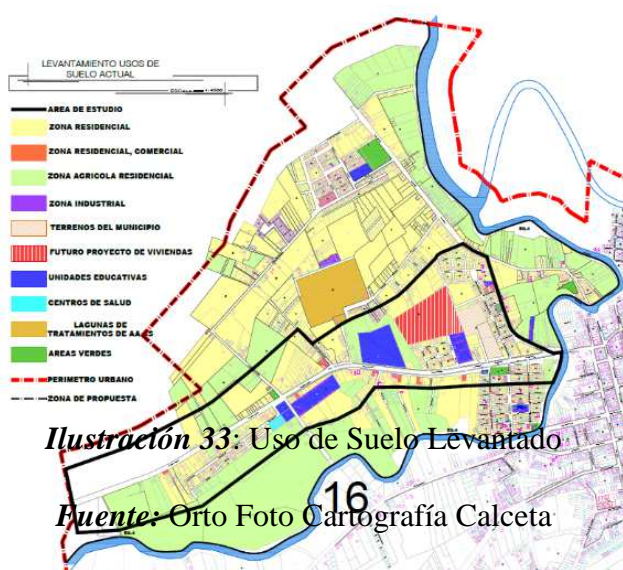 LEVANTAMIENTO USOS DE
SUELO ACTUAL
AREA DE ESTUDIO
ZONA RESIDENCIAL
ZONA RESIDENCIAL, COMERCIAL
ZONA AGRICOLA RESIDENCIAL
ZONA INDUSTRIAL
TERRENOS DEL MUNICIPIO
FUTURO PROYECTO DE VIVIENDAS
UNIDADES EDUCATIVAS
CENTROS DE SALUD
LAGUNAS DE
TRATAMIENTOS DE AA.SS
AREAS VERDES
PERIMETRO URBANO
ZONA DE PROPUESTA
Ilustración 33: Uso de Suelo Levantado
16
Fuente: Orto Foto Cartografía Calceta